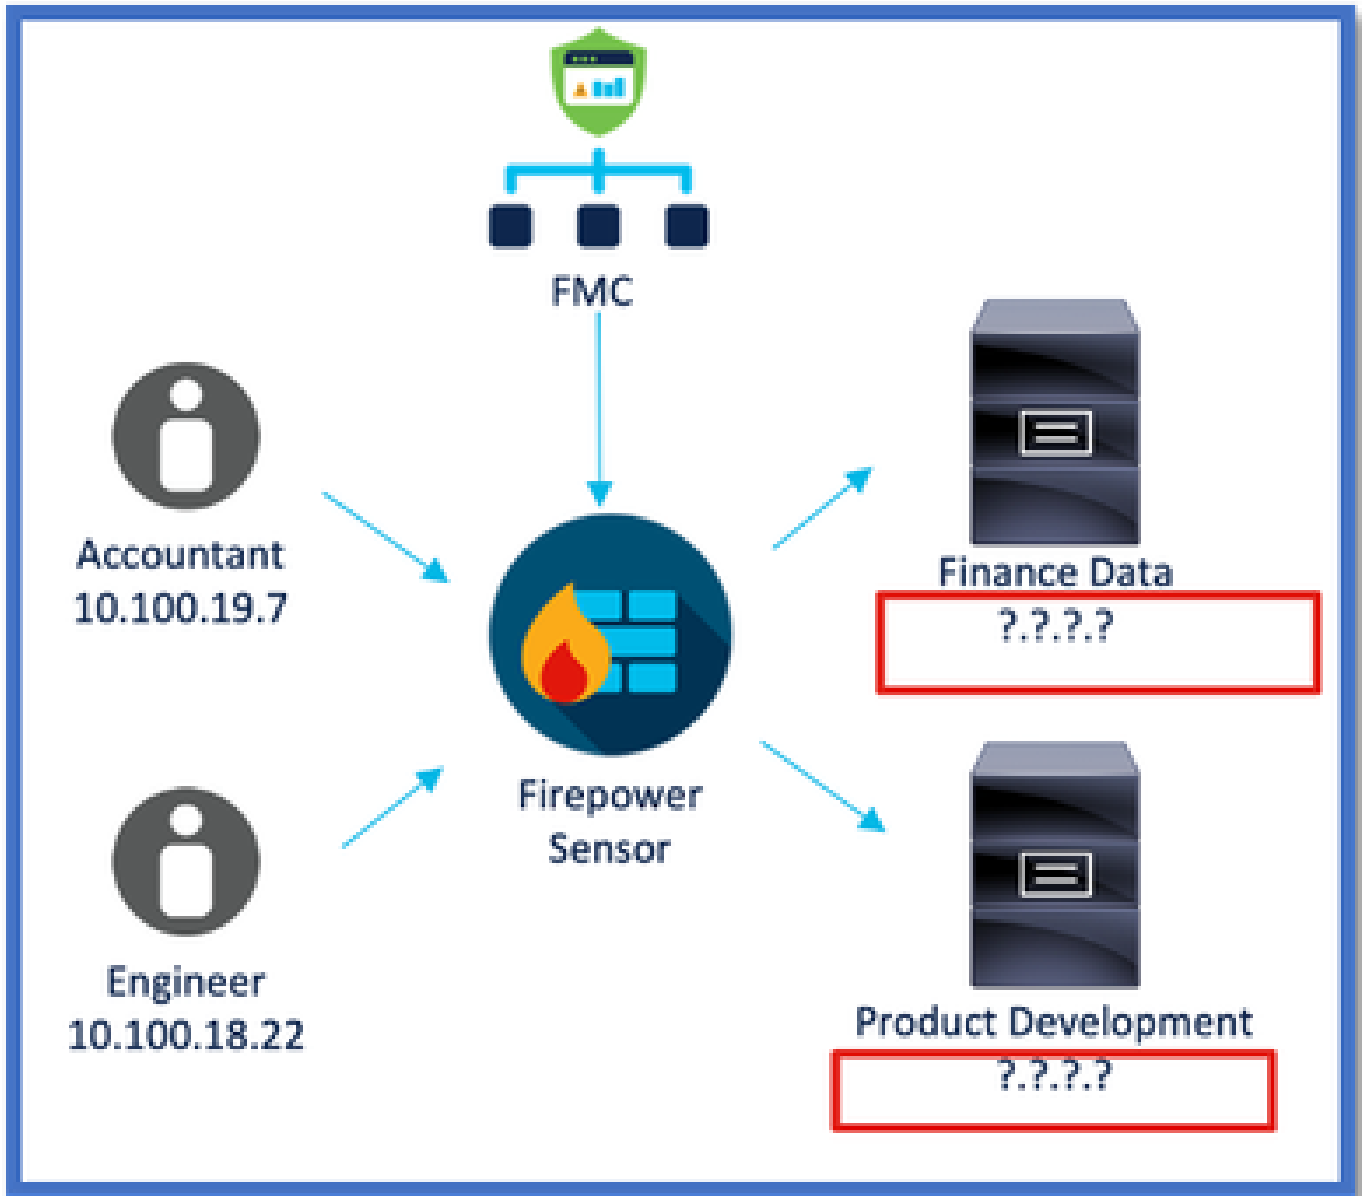 FMC
Accountant
10.100.19.7
Finance Data
?.?.?.?
Firepower
Sensor
Engineer
10.100.18.22
Product Development
?.?.?.?